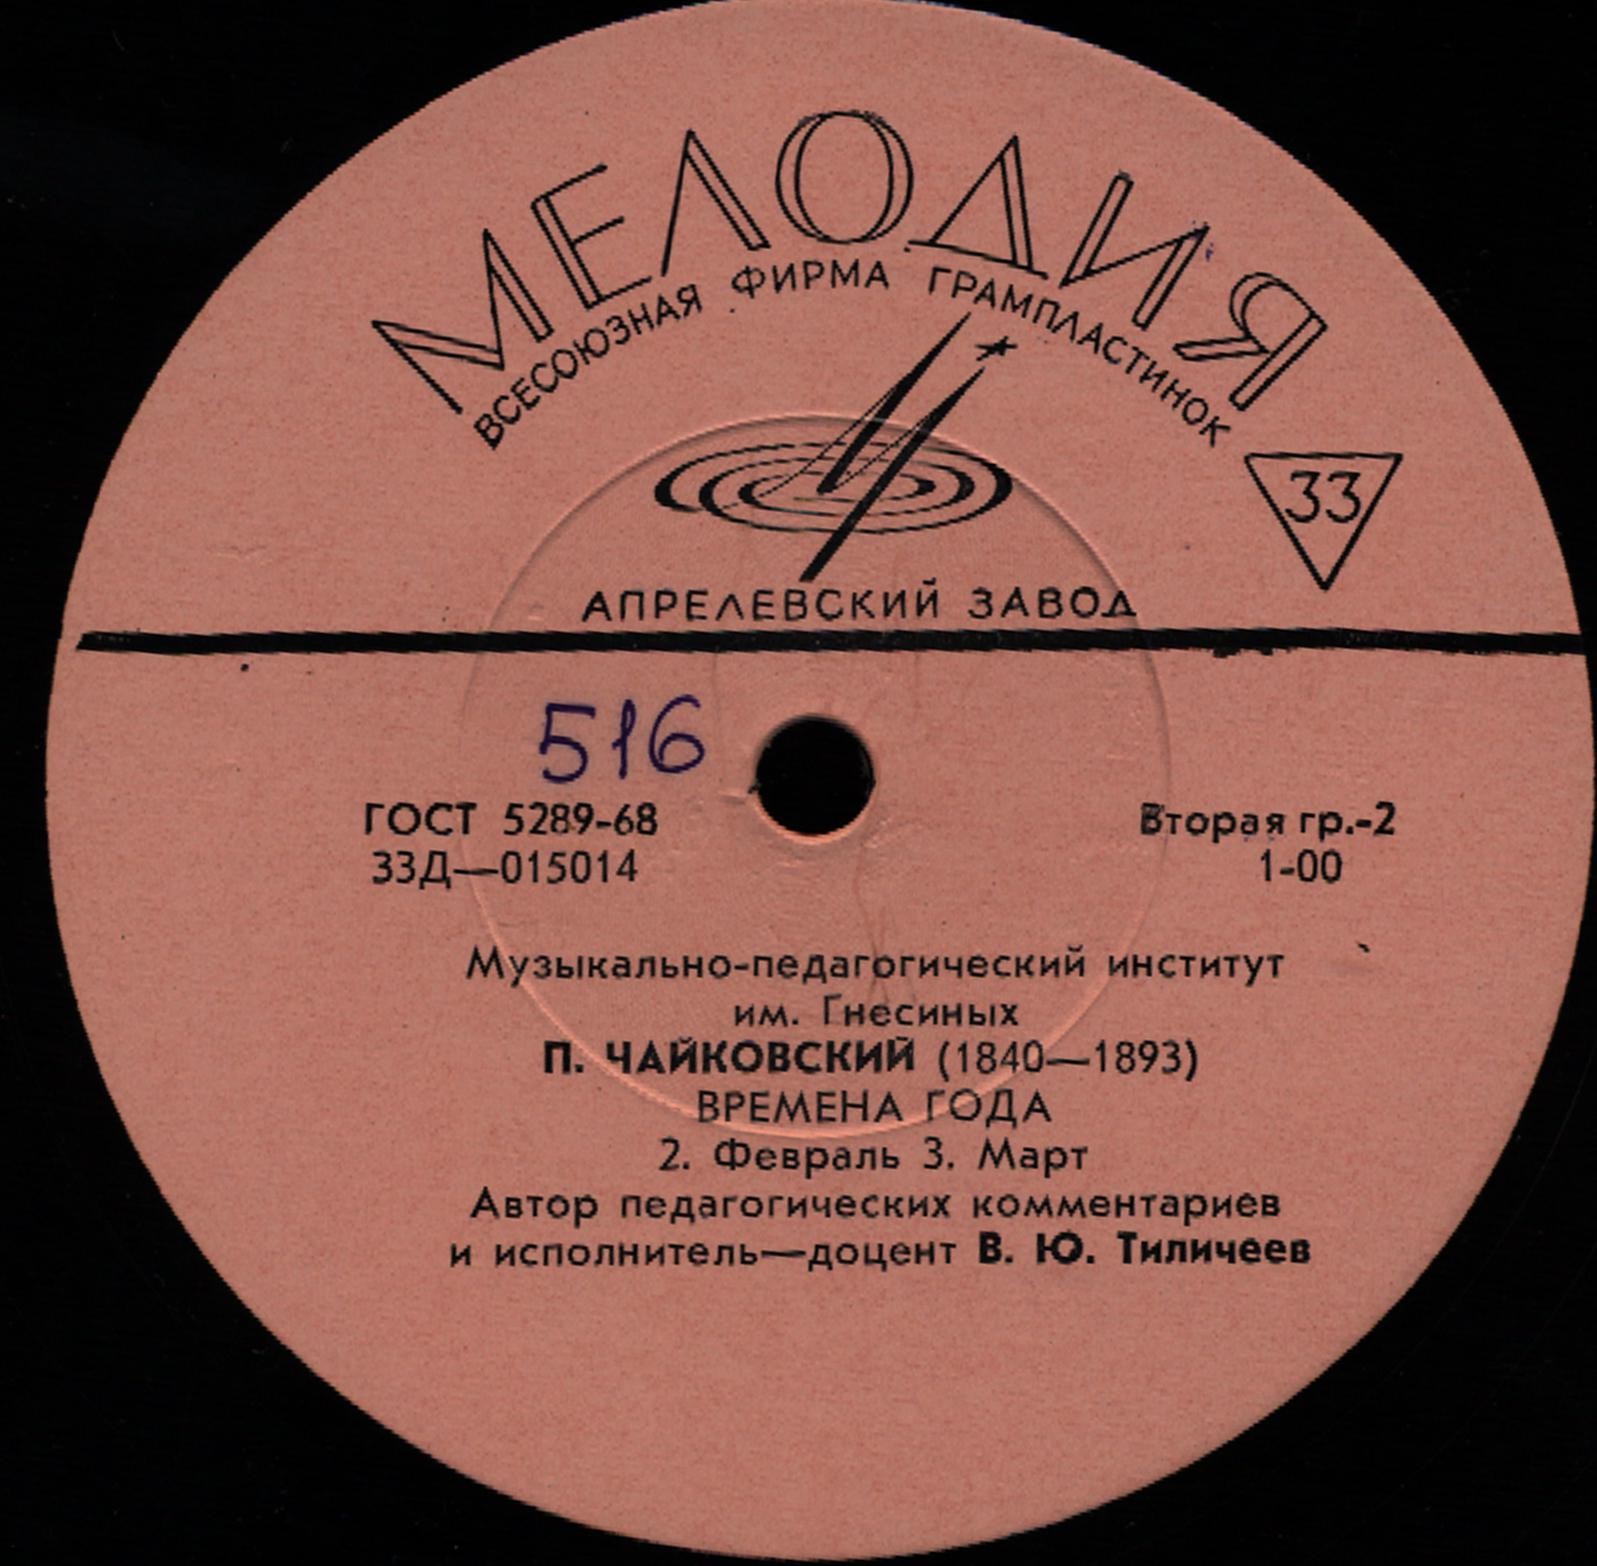 МЕЛОДИЯ
ВСЕСОЮЗНАЯ ФИРМА ГРАМПЛАСТИНОК
33
АПРЕЛЕВСКИЙ ЗАВОД
516
ГОСТ 5289-68
Вторая гр.-2
33Д—015014
1-00
Музыкально-педагогический институт
им. Гнесиных
П. ЧАЙКОВСКИЙ (1840—1893)
ВРЕМЕНА ГОДА
2. Февраль 3. Март
Автор педагогических комментариев
и исполнитель—доцент В. Ю. Тиличеев